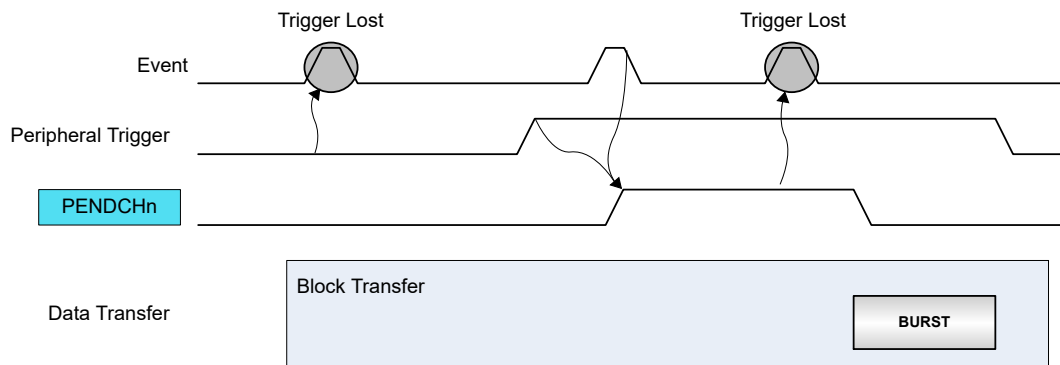 Trigger Lost
Trigger Lost
Event
Peripheral Trigger
PENDCHn
Block Transfer
Data Transfer
BURST